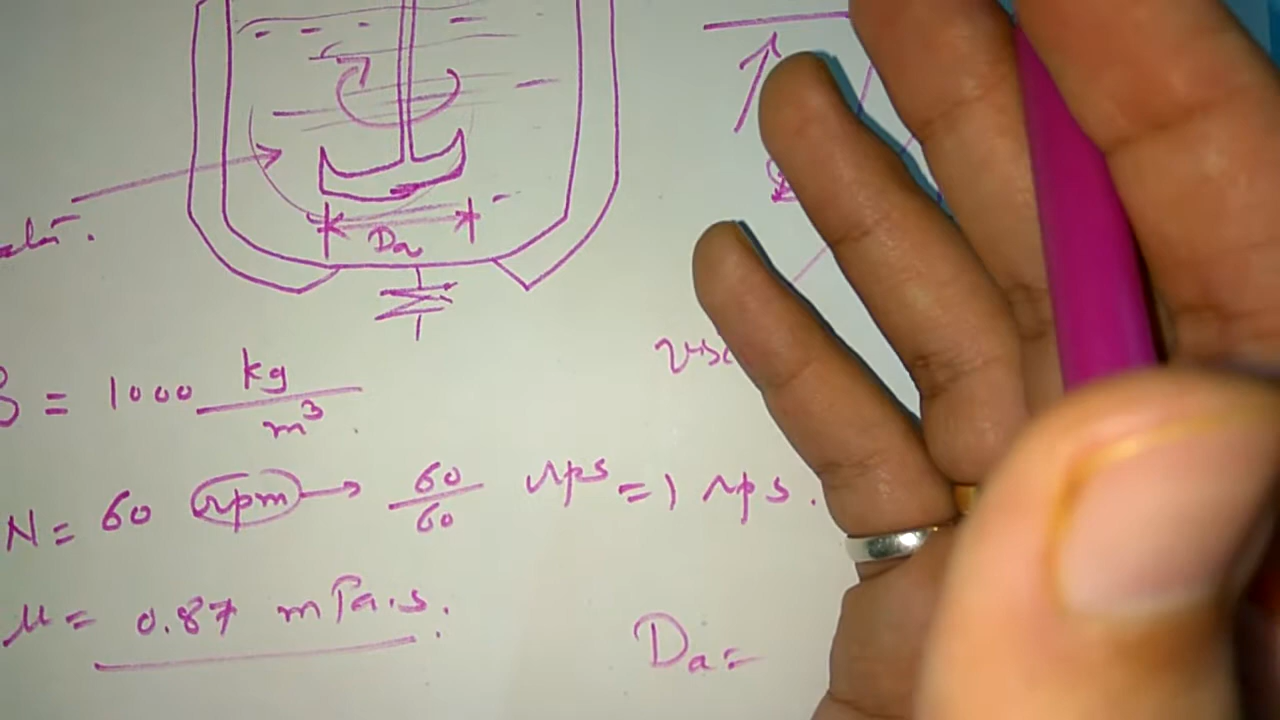 Da
ρ = 1000 kg/m³.
N = 60 rpm → 60/60 rps = 1 rps.
μ = 0.87 mPa.s.
Da =